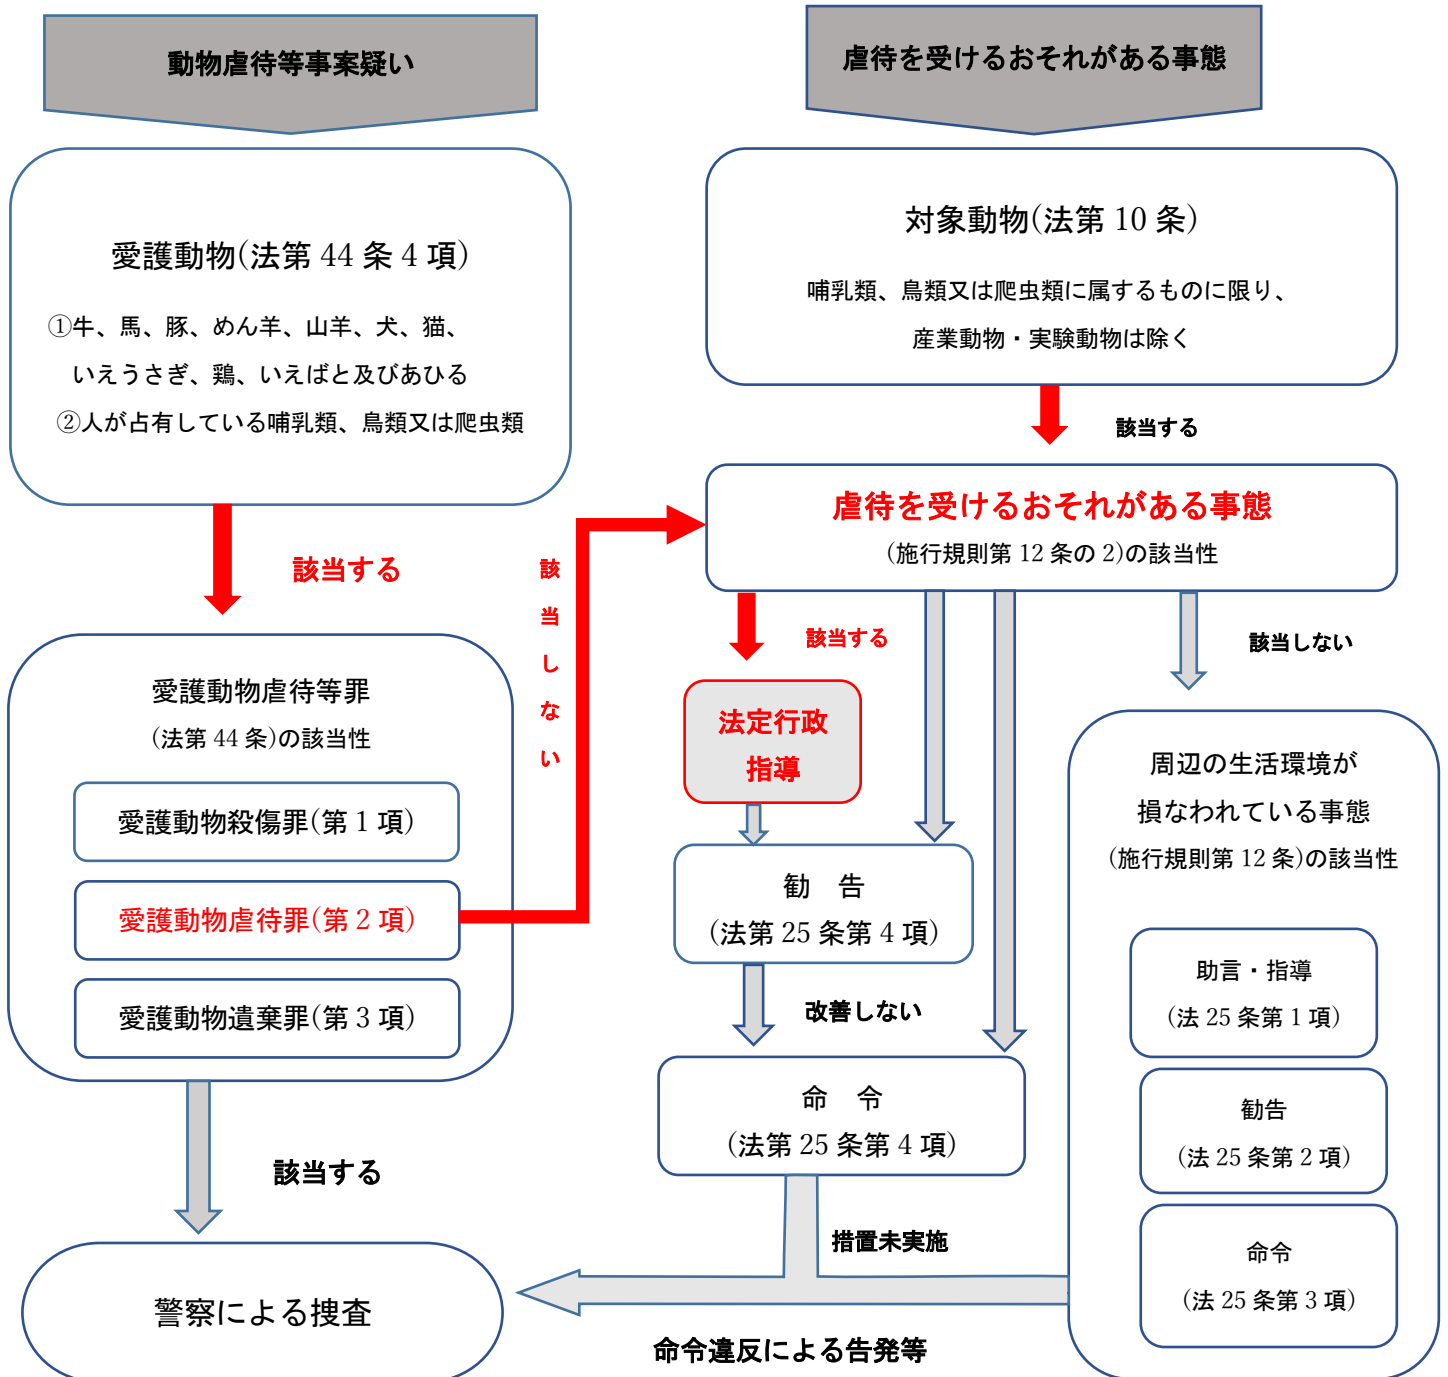 動物虐待等事案疑い
愛護動物(法第 44 条 4 項)
①牛、馬、豚、めん羊、山羊、犬、猫、
いえうさぎ、鶏、いえばと及びあひる
②人が占有している哺乳類、鳥類又は爬虫類
該当する
愛護動物虐待等罪
(法第 44 条)の該当性
愛護動物殺傷罪(第 1 項)
愛護動物虐待罪(第 2 項)
愛護動物遺棄罪(第 3 項)
該当する
警察による捜査
該当しない
虐待を受けるおそれがある事態
対象動物(法第 10 条)
哺乳類、鳥類又は爬虫類に属するものに限り、
産業動物・実験動物は除く
該当する
虐待を受けるおそれがある事態
(施行規則第 12 条の 2)の該当性
該当する
法定行政
指導
勧　告
(法第 25 条第 4 項)
改善しない
命　令
(法第 25 条第 4 項)
措置未実施
命令違反による告発等
該当しない
周辺の生活環境が
損なわれている事態
(施行規則第 12 条)の該当性
助言・指導
(法 25 条第 1 項)
勧告
(法 25 条第 2 項)
命令
(法 25 条第 3 項)